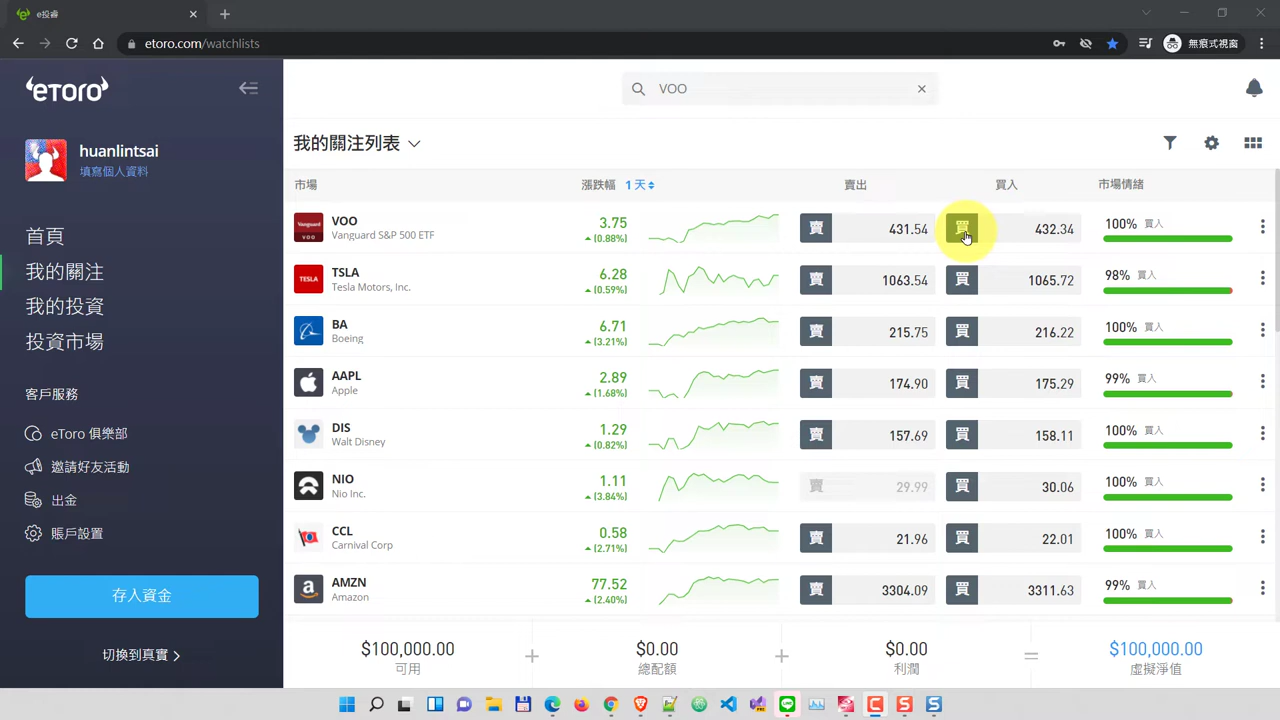 e投睿
etoro.com/watchlists
無痕式視窗
eTORO
VOO
huanlintsai
填寫個人資料
我的關注列表
市場
漲跌幅 1 天
賣出
買入
市場情緒
首頁
我的關注
我的投資
投資市場
客戶服務
eToro 俱樂部
邀請好友活動
出金
賬戶設置
存入資金
切換到真實
Vanguard
VOO
VOO
Vanguard S&P 500 ETF
3.75
(0.88%)
賣 431.54
買 432.34
100% 買入
TESLA
TSLA
Tesla Motors, Inc.
6.28
(0.59%)
賣 1063.54
買 1065.72
98% 買入
BA
Boeing
6.71
(3.21%)
賣 215.75
買 216.22
100% 買入
AAPL
Apple
2.89
(1.68%)
賣 174.90
買 175.29
99% 買入
DIS
Walt Disney
1.29
(0.82%)
賣 157.69
買 158.11
100% 買入
NIO
Nio Inc.
1.11
(3.84%)
賣 29.99
買 30.06
100% 買入
CCL
Carnival Corp
0.58
(2.71%)
賣 21.96
買 22.01
100% 買入
AMZN
Amazon
77.52
(2.40%)
賣 3304.09
買 3311.63
99% 買入
$100,000.00 + $0.00 + $0.00 = $100,000.00
可用 總配額 利潤 虛擬淨值